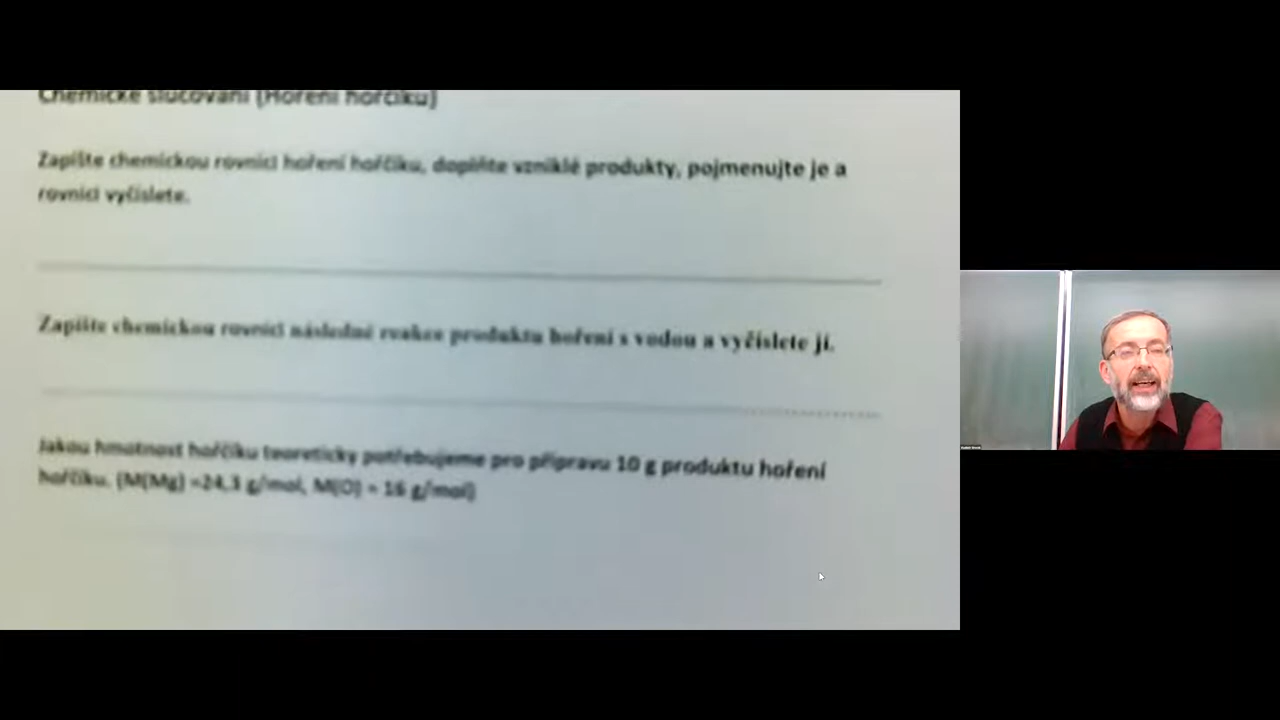 Chemické slučování (Hoření hořčíku)
Zapište chemickou rovnici hoření hořčíku, doplňte vzniklé produkty, pojmenujte je a
rovnici vyčíslete.
Zapište chemickou rovnici následné reakce produktu hoření s vodou a vyčíslete ji.
Jakou hmotnost hořčíku teoreticky potřebujeme pro přípravu 10 g produktu hoření
hořčíku. (M(Mg) =24,3 g/mol, M(O) = 16 g/mol)